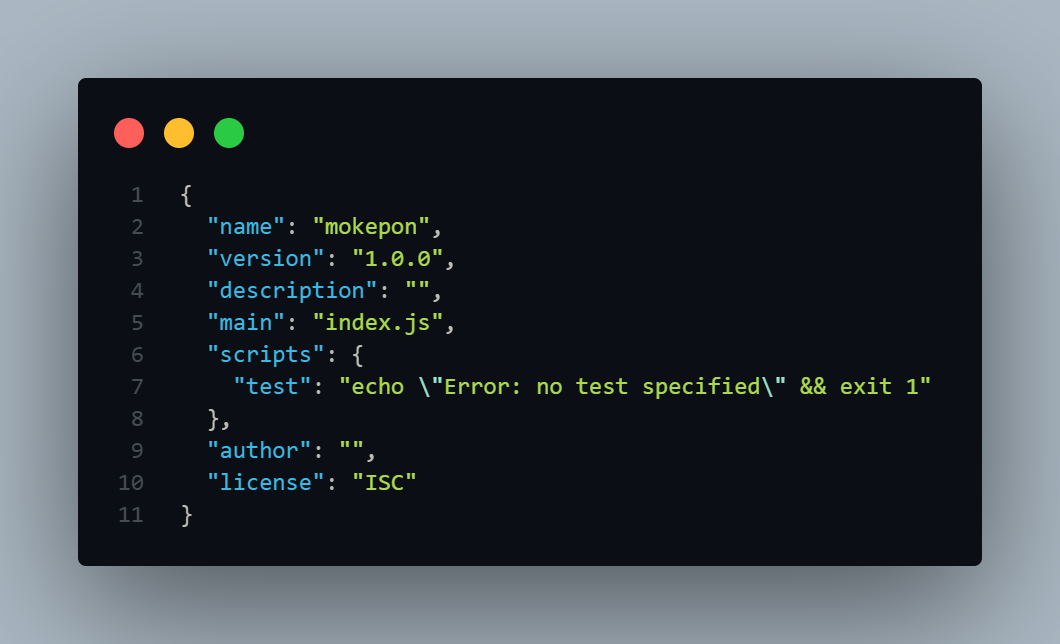 1 {
2   "name": "mokepon",
3   "version": "1.0.0",
4   "description": "",
5   "main": "index.js",
6   "scripts": {
7     "test": "echo \"Error: no test specified\" && exit 1"
8   },
9   "author": "",
10   "license": "ISC"
11 }